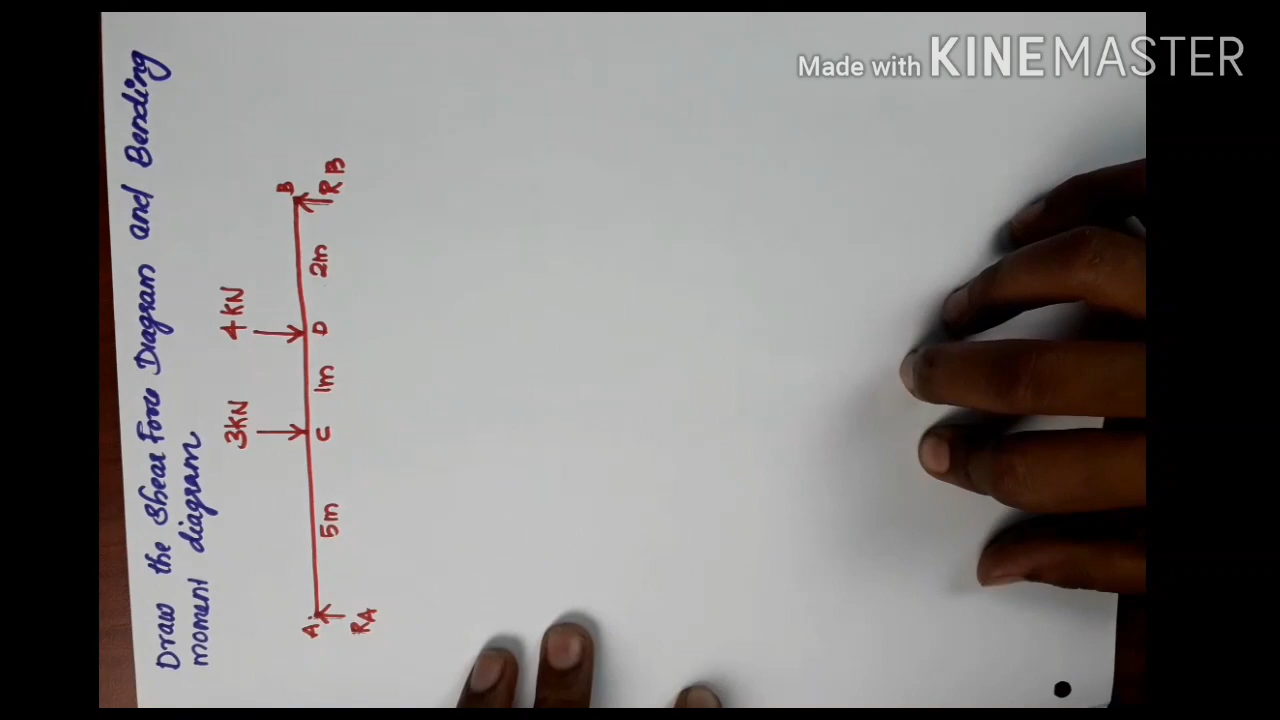 Made with KINEMASTER
Draw the Shear Force Diagram and Bending
moment diagram
3KN 4KN
A C D B
5m 1m 2m
RA RB